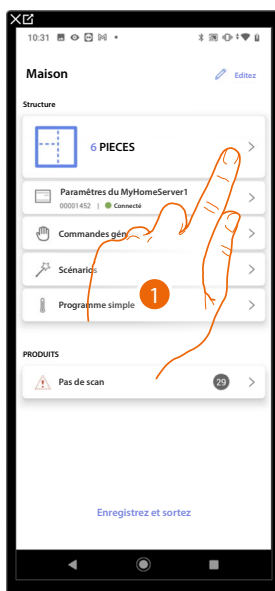 10:31
Maison
Editez
Structure
6 PIECES
Paramètres du MyHomeServer1
00001452 | Connecté
Commandes gén
Scénarios
Programme simple
1
PRODUITS
Pas de scan
29
Enregistrez et sortez